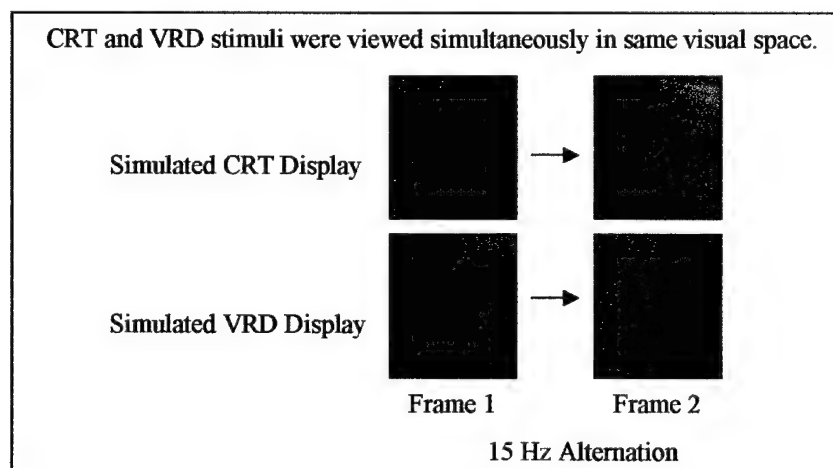 CRT and VRD stimuli were viewed simultaneously in same visual space.
Simulated CRT Display
Simulated VRD Display
Frame 1 Frame 2
15 Hz Alternation